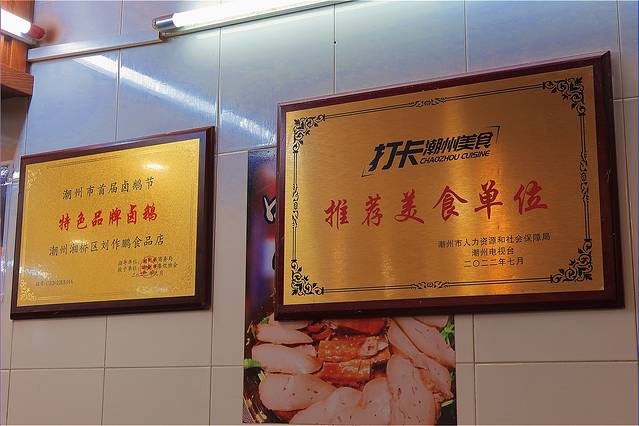 潮州市首届卤鹅节
特色品牌卤鹅
潮州湘桥区刘作鹏食品店
打卡潮州美食
CHAOZHOU CUISINE
推荐美食单位
潮州市人力资源和社会保障局
潮州电视台
二〇二二年七月